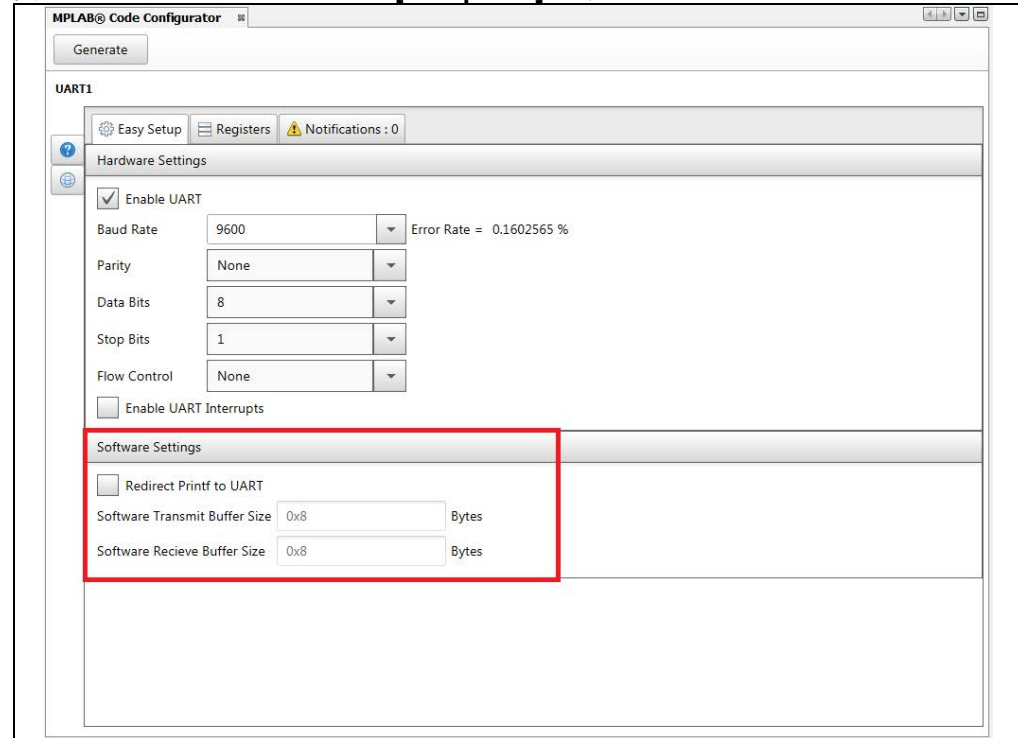 MPLAB® Code Configurator
Generate
UART1
Easy Setup Registers Notifications : 0
Hardware Settings
Enable UART
Baud Rate 9600 Error Rate = 0.1602565 %
Parity None
Data Bits 8
Stop Bits 1
Flow Control None
Enable UART Interrupts
Software Settings
Redirect Printf to UART
Software Transmit Buffer Size 0x8 Bytes
Software Recieve Buffer Size 0x8 Bytes